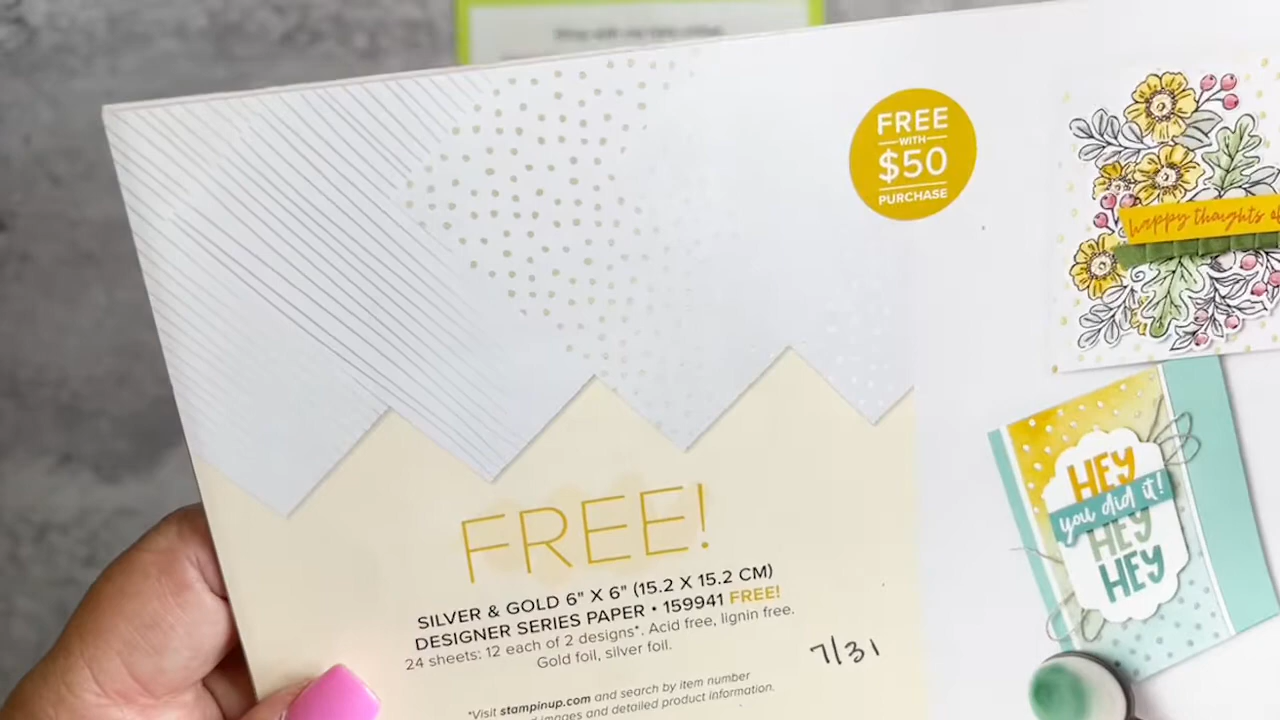 FREE
WITH
$50
PURCHASE
happy thoughts
HEY
you did it!
HEY
HEY
FREE!
SILVER & GOLD 6" X 6" (15.2 X 15.2 CM)
DESIGNER SERIES PAPER • 159941 FREE!
24 sheets: 12 each of 2 designs*. Acid free, lignin free.
Gold foil, silver foil.
7/31
*Visit stampinup.com and search by item number
images and detailed product information.